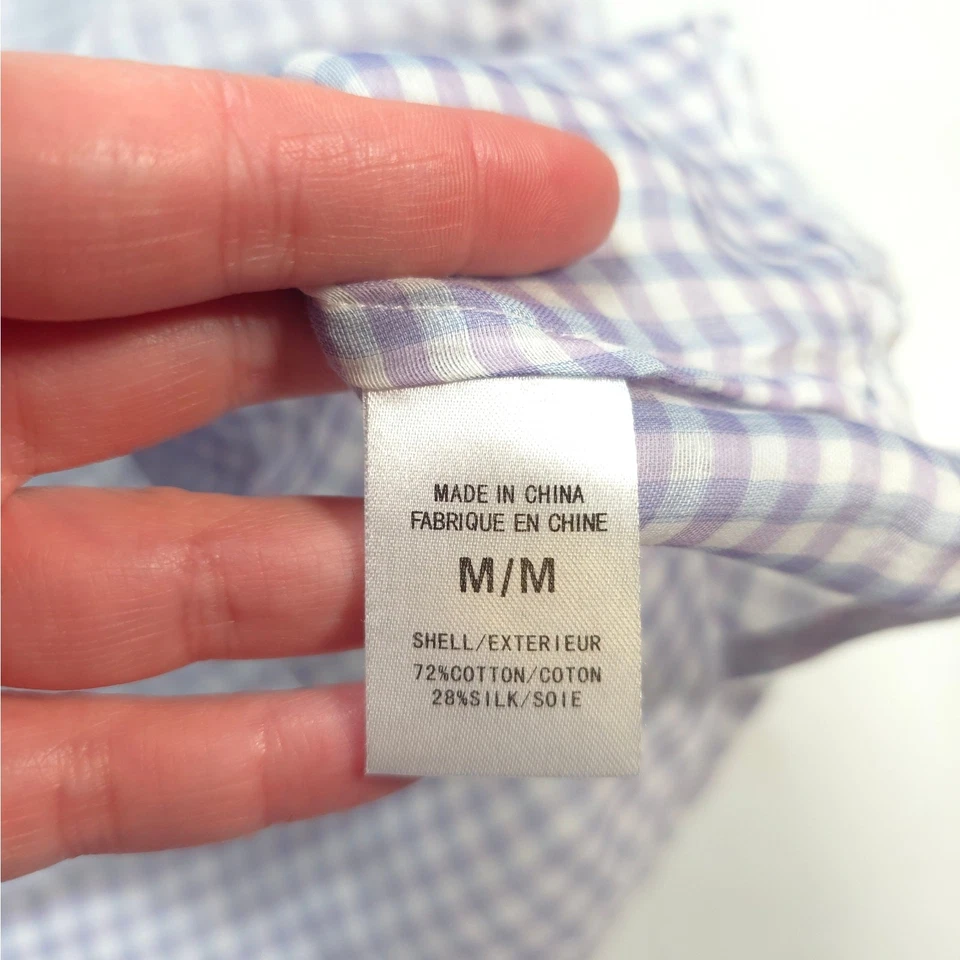 MADE IN CHINA
FABRIQUE EN CHINE
M/M
SHELL/EXTERIEUR
72%COTTON/COTON
28%SILK/SOIE